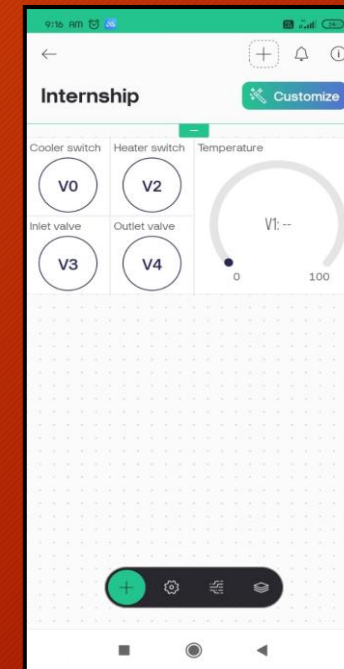 9:16 AM
Internship
Customize
Cooler switch Heater switch Temperature
V0 V2
V1: --
Inlet valve Outlet valve
V3 V4
0 100